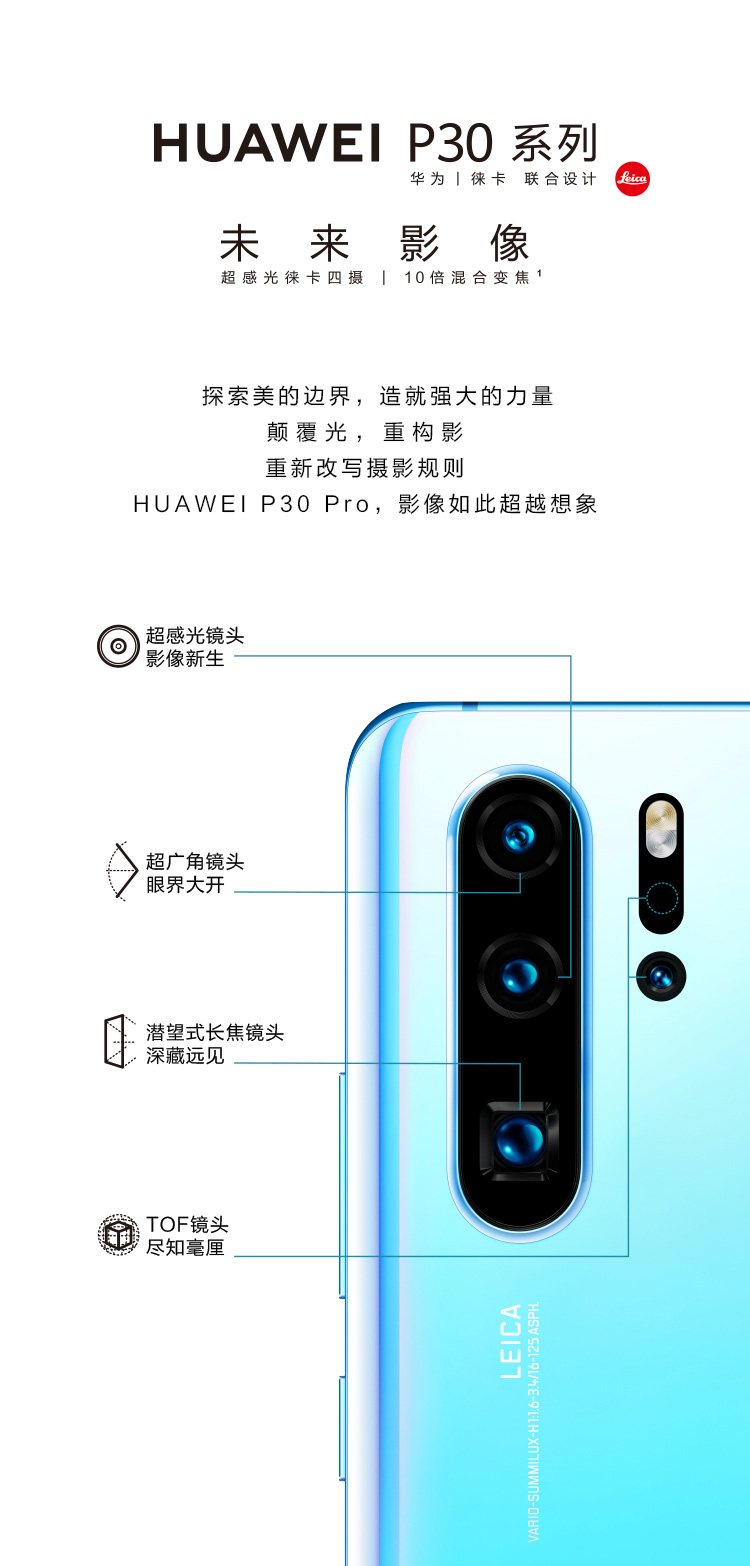 HUAWEI P30 系列
华为 | 徕卡 联合设计
Leica
未来影像
超感光徕卡四摄 | 10倍混合变焦¹
探索美的边界，造就强大的力量
颠覆光，重构影
重新改写摄影规则
HUAWEI P30 Pro，影像如此超越想象
超感光镜头
影像新生
超广角镜头
眼界大开
潜望式长焦镜头
深藏远见
TOF镜头
尽知毫厘
LEICA
VARIO-SUMMILUX-H 1:1.6-3.4/16-125 ASPH.